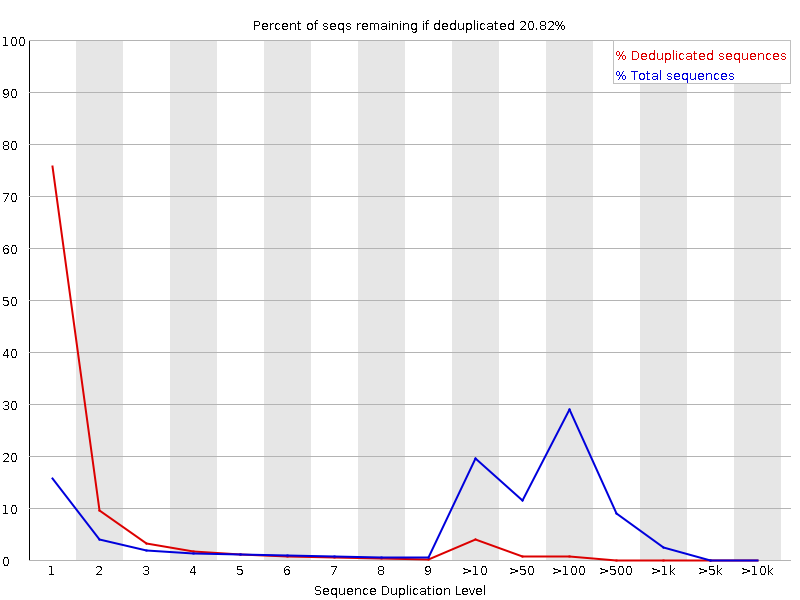 Percent of seqs remaining if deduplicated 20.82%
% Deduplicated sequences
% Total sequences
100
90
80
70
60
50
40
30
20
10
0
1 2 3 4 5 6 7 8 9 >10 >50 >100 >500 >1k >5k >10k
Sequence Duplication Level